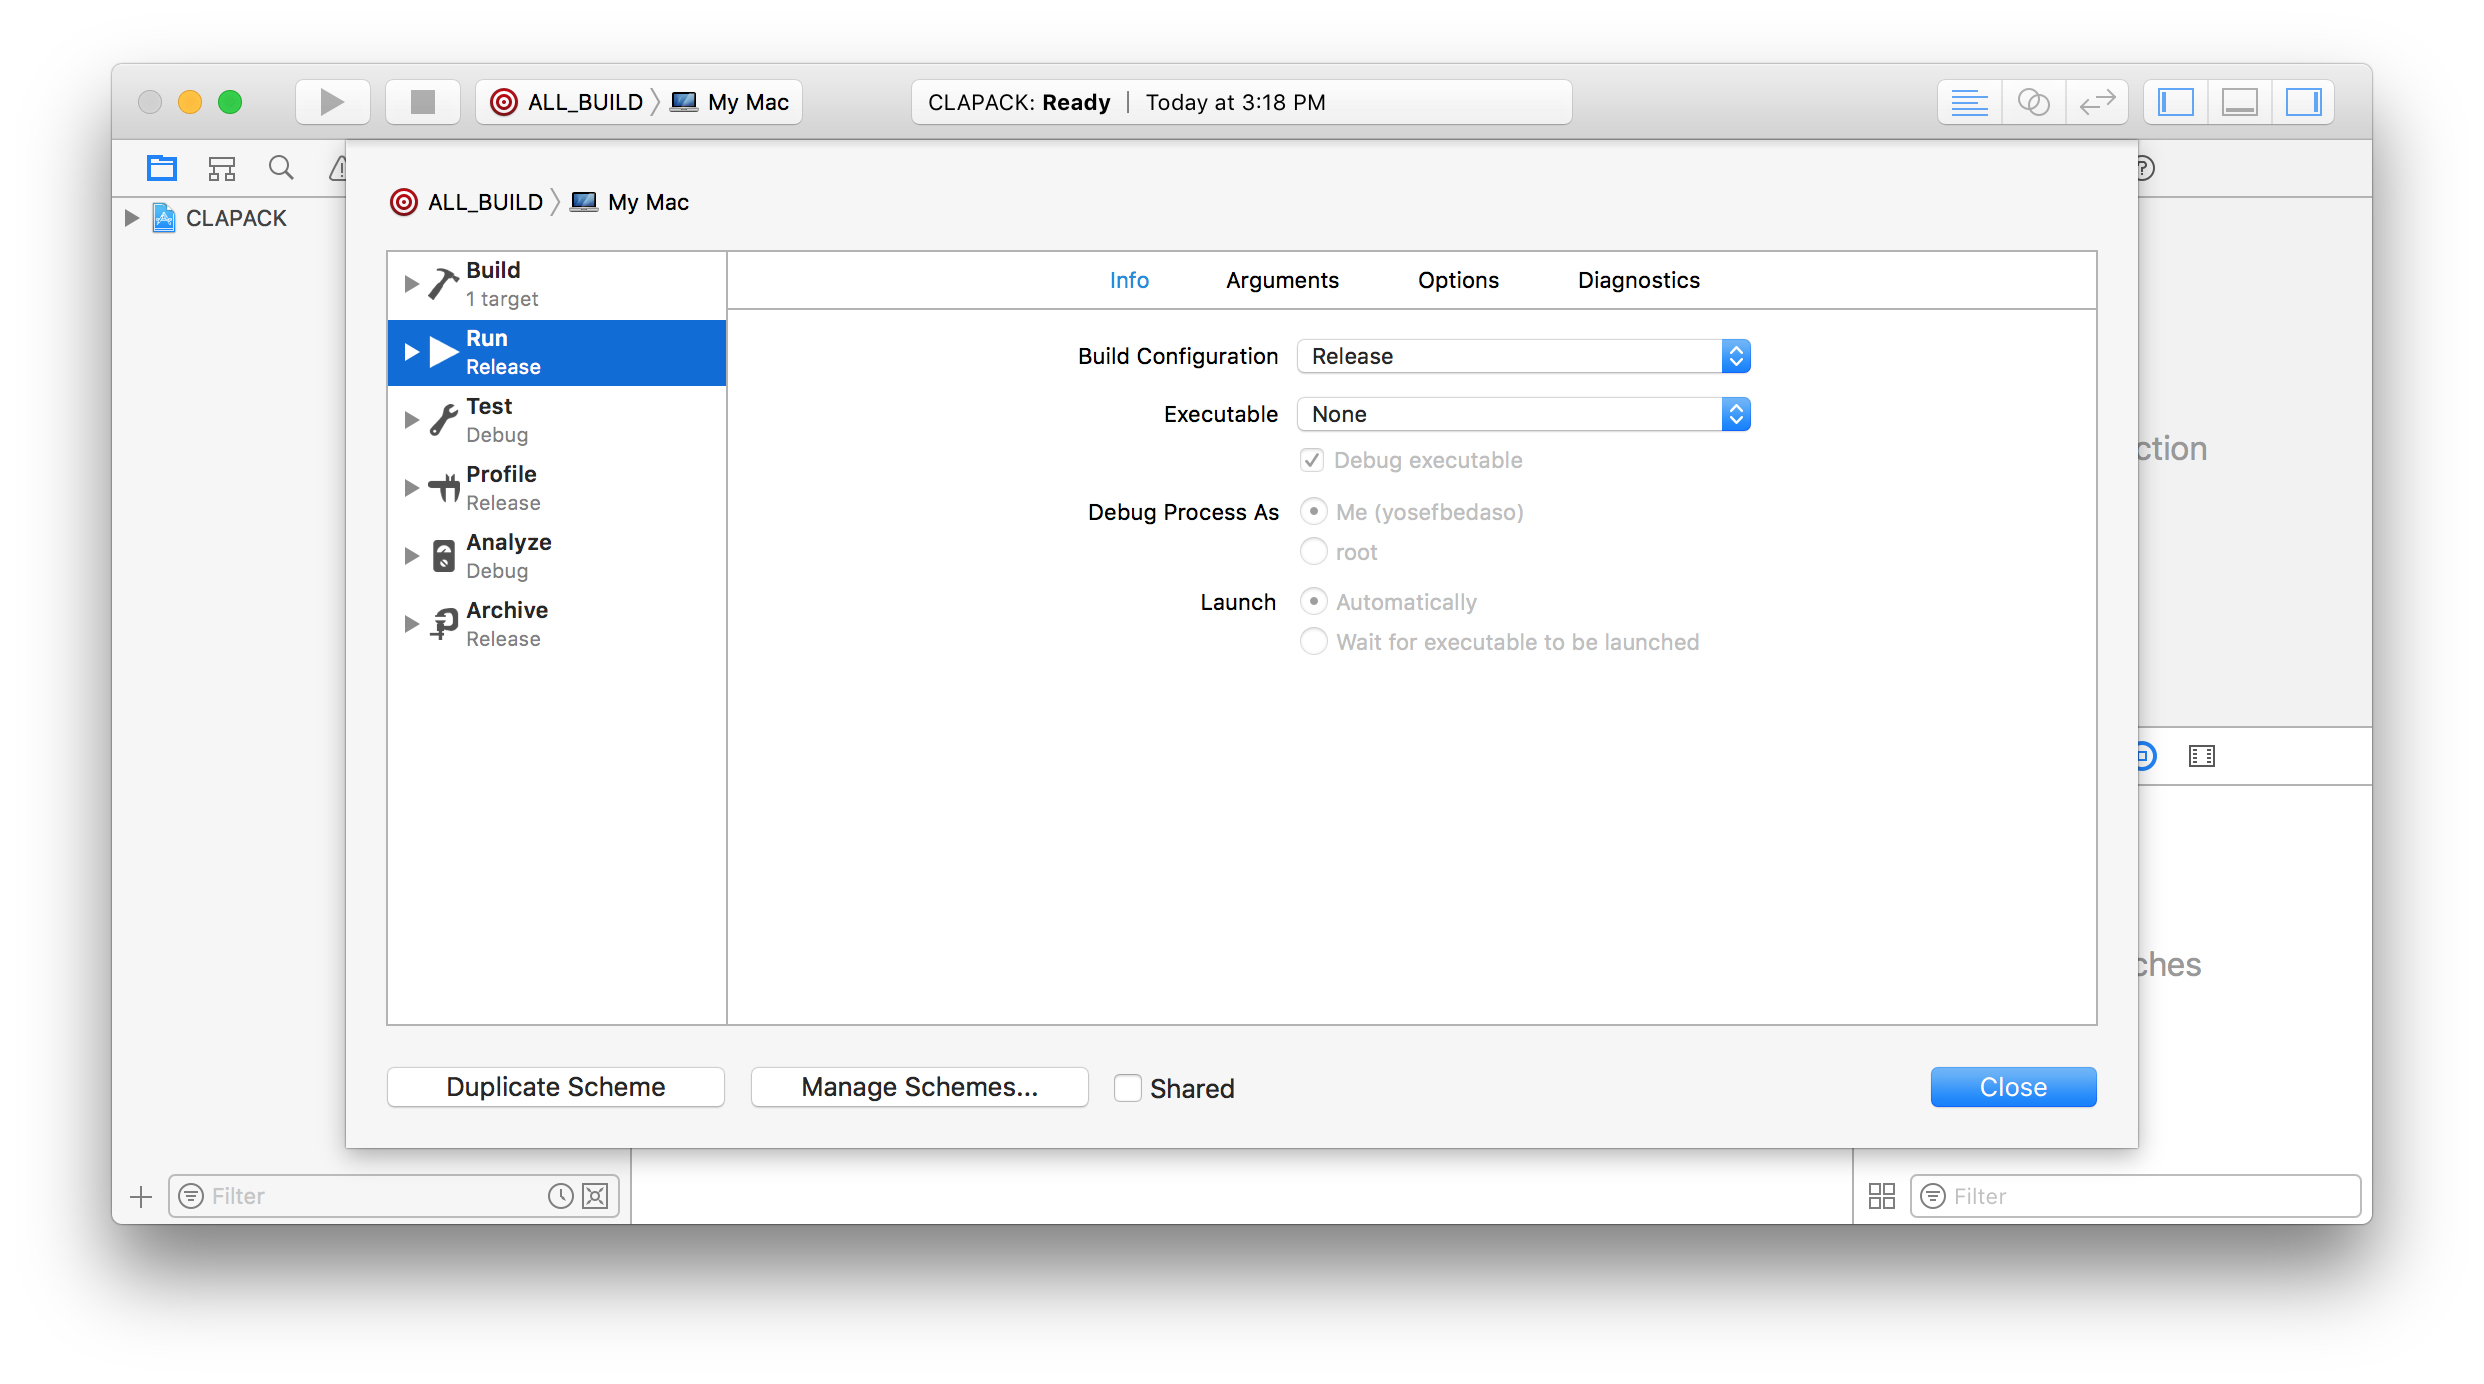 ALL_BUILD My Mac
CLAPACK: Ready | Today at 3:18 PM
CLAPACK
ALL_BUILD My Mac
Build
1 target
Run
Release
Test
Debug
Profile
Release
Analyze
Debug
Archive
Release
Info Arguments Options Diagnostics
Build Configuration Release
Executable None
Debug executable
Debug Process As Me (yosefbedaso)
root
Launch Automatically
Wait for executable to be launched
ction
ches
Duplicate Scheme Manage Schemes... Shared Close
Filter Filter